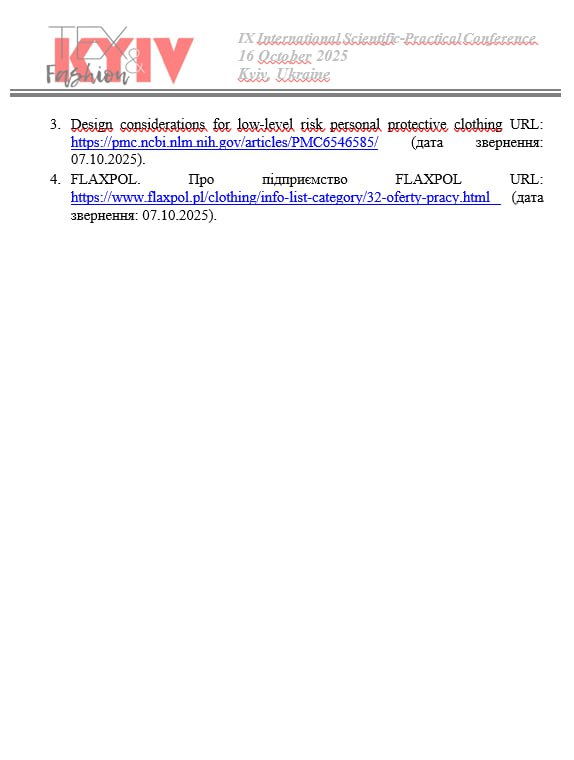 TEX
KYIV
&
Fashion
IX International Scientific-Practical Conference
16 October 2025
Kyiv, Ukraine
3. Design considerations for low-level risk personal protective clothing URL:
https://pmc.ncbi.nlm.nih.gov/articles/PMC6546585/ (дата звернення:
07.10.2025).
4. FLAXPOL. Про підприємство FLAXPOL URL:
https://www.flaxpol.pl/clothing/info-list-category/32-oferty-pracy.html (дата
звернення: 07.10.2025).